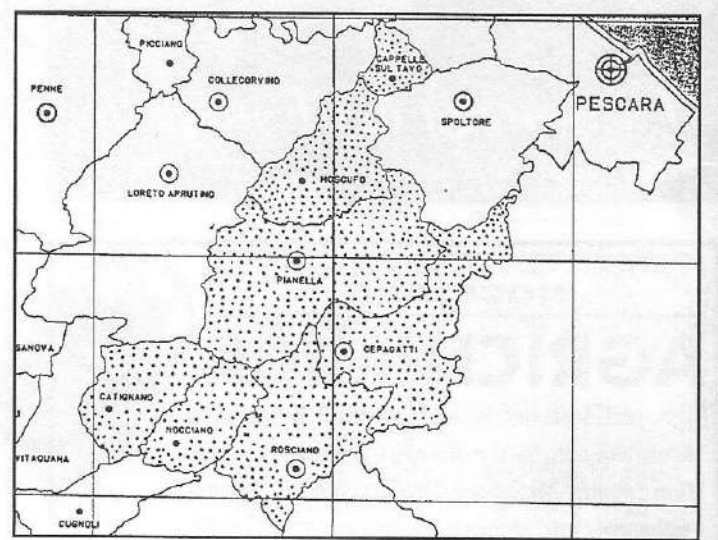 PICCIANO
CAPPELLE
SUL TAVO
PENNE
COLLECORVINO
PESCARA
SPOLTORE
LORETO APRUTINO
MOSCUFO
PIANELLA
SANOVA
CEPAGATTI
CATIGNANO
NOCCIANO
ROSCIANO
VITAQUANA
CUGNOLI